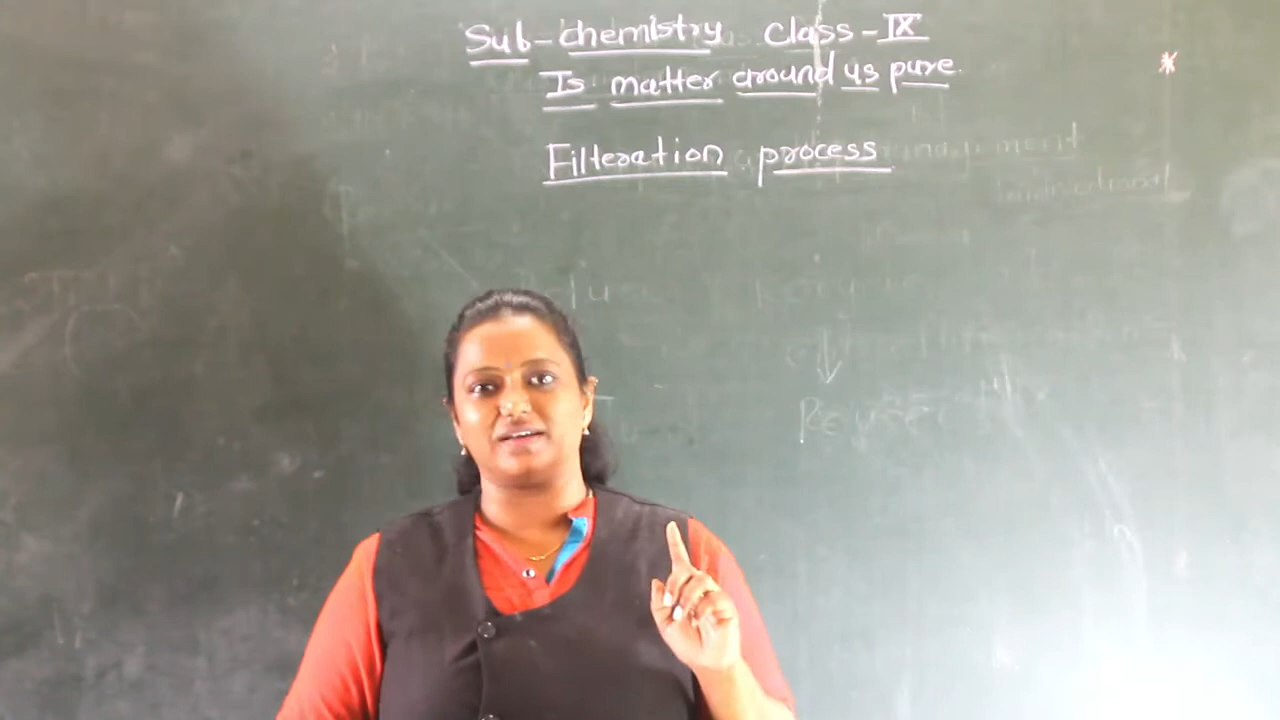 Sub-chemistry class-IX
Is matter around us pure.
Filteration process